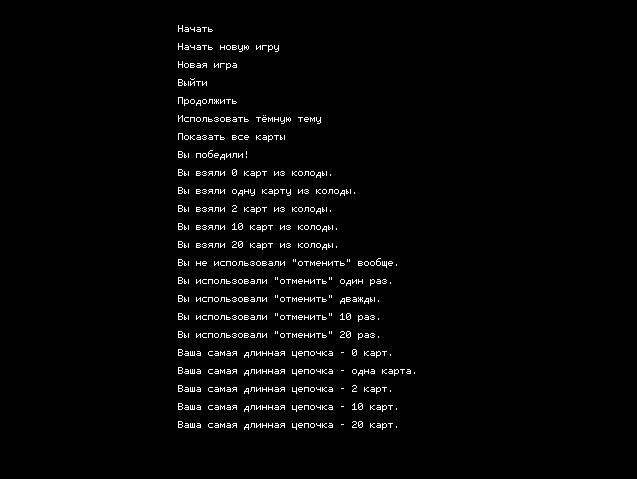 Начать
Начать новую игру
Новая игра
Выйти
Продолжить
Использовать тёмную тему
Показать все карты
Вы победили!
Вы взяли 0 карт из колоды.
Вы взяли одну карту из колоды.
Вы взяли 2 карт из колоды.
Вы взяли 10 карт из колоды.
Вы взяли 20 карт из колоды.
Вы не использовали "отменить" вообще.
Вы использовали "отменить" один раз.
Вы использовали "отменить" дважды.
Вы использовали "отменить" 10 раз.
Вы использовали "отменить" 20 раз.
Ваша самая длинная цепочка - 0 карт.
Ваша самая длинная цепочка - одна карта.
Ваша самая длинная цепочка - 2 карт.
Ваша самая длинная цепочка - 10 карт.
Ваша самая длинная цепочка - 20 карт.